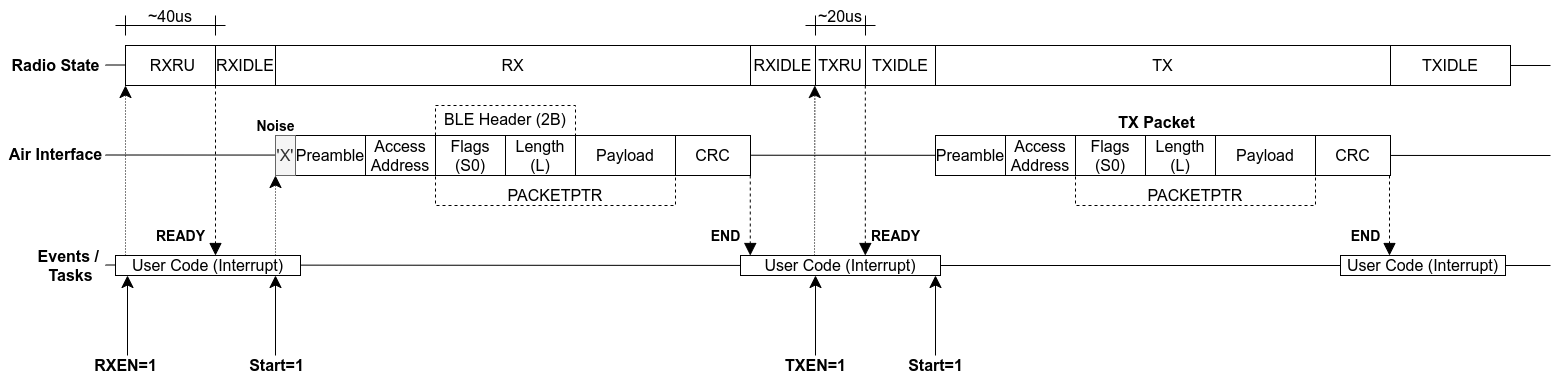 ~40us
~20us
Radio State
RXRU
RXIDLE
RX
RXIDLE
TXRU
TXIDLE
TX
TXIDLE
Noise
BLE Header (2B)
TX Packet
Air Interface
'X'
Preamble
Access
Address
Flags
(S0)
Length
(L)
Payload
CRC
Preamble
Access
Address
Flags
(S0)
Length
(L)
Payload
CRC
PACKETPTR
PACKETPTR
READY
END
READY
END
Events /
Tasks
User Code (Interrupt)
User Code (Interrupt)
User Code (Interrupt)
RXEN=1
Start=1
TXEN=1
Start=1